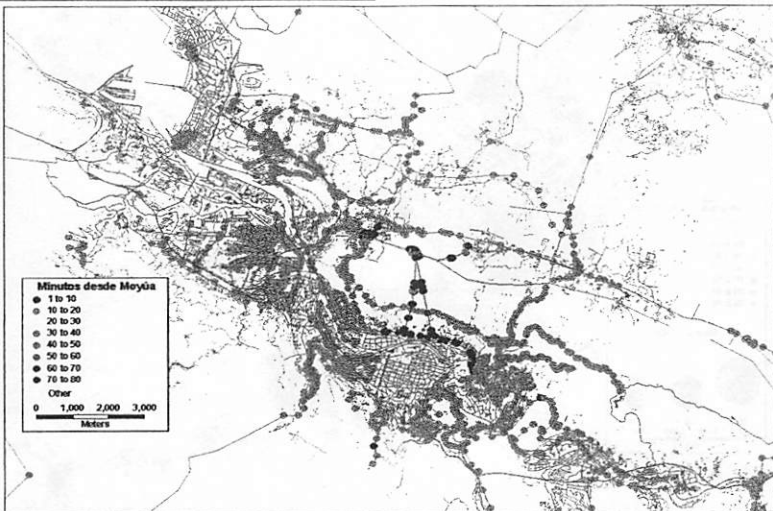 Minutos desde Moyúa
1 to 10
10 to 20
20 to 30
30 to 40
40 to 50
50 to 60
60 to 70
70 to 80
Other
0 1,000 2,000 3,000
Meters